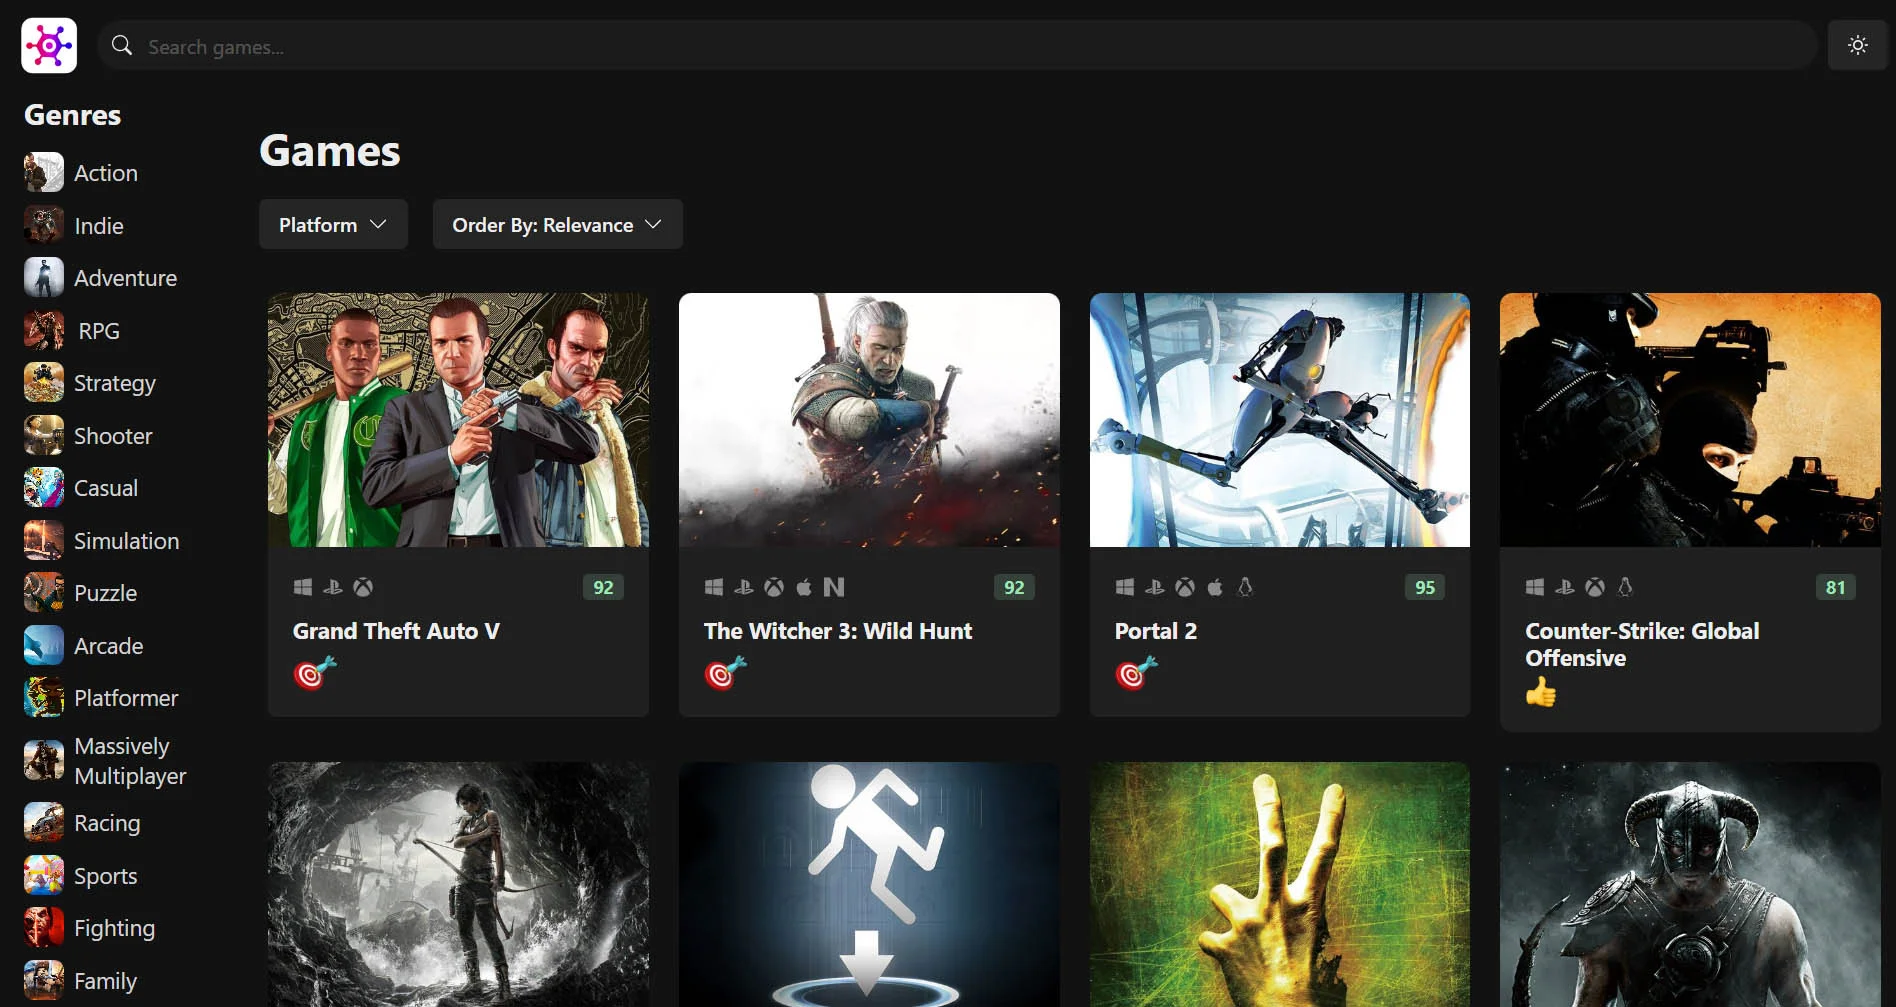 Search games...
Genres
Action
Indie
Adventure
RPG
Strategy
Shooter
Casual
Simulation
Puzzle
Arcade
Platformer
Massively
Multiplayer
Racing
Sports
Fighting
Family
Games
Platform
Order By: Relevance
92
Grand Theft Auto V
92
The Witcher 3: Wild Hunt
95
Portal 2
81
Counter-Strike: Global
Offensive